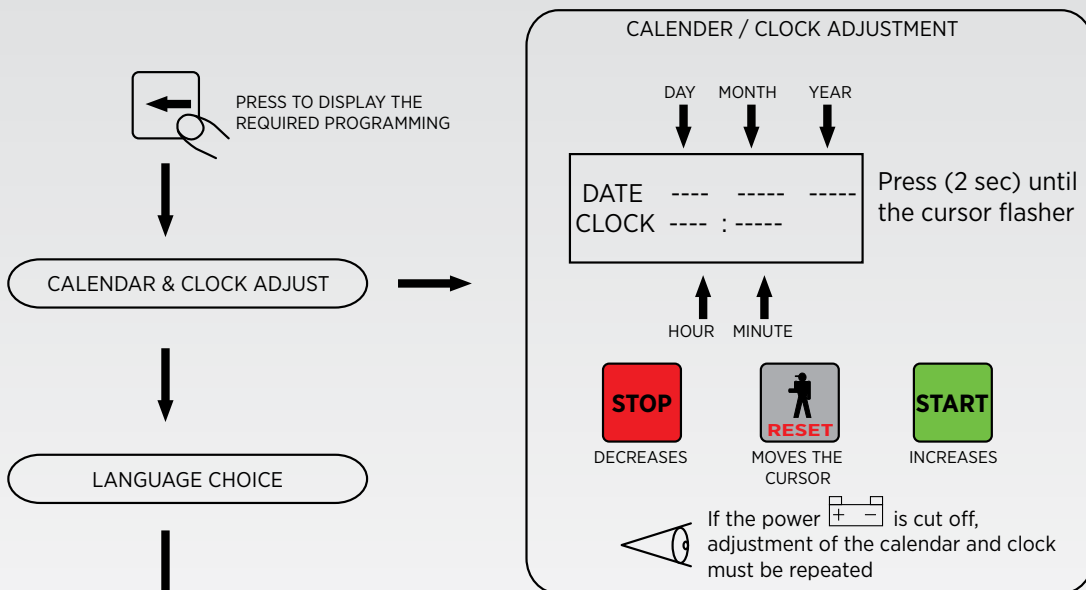 PRESS TO DISPLAY THE
REQUIRED PROGRAMMING
CALENDAR & CLOCK ADJUST
LANGUAGE CHOICE
CALENDER / CLOCK ADJUSTMENT
DAY MONTH YEAR
DATE ---- ----- -----
CLOCK ---- : -----
Press (2 sec) until
the cursor flasher
HOUR MINUTE
STOP
RESET
START
DECREASES
MOVES THE
CURSOR
INCREASES
If the power + − is cut off,
adjustment of the calendar and clock
must be repeated